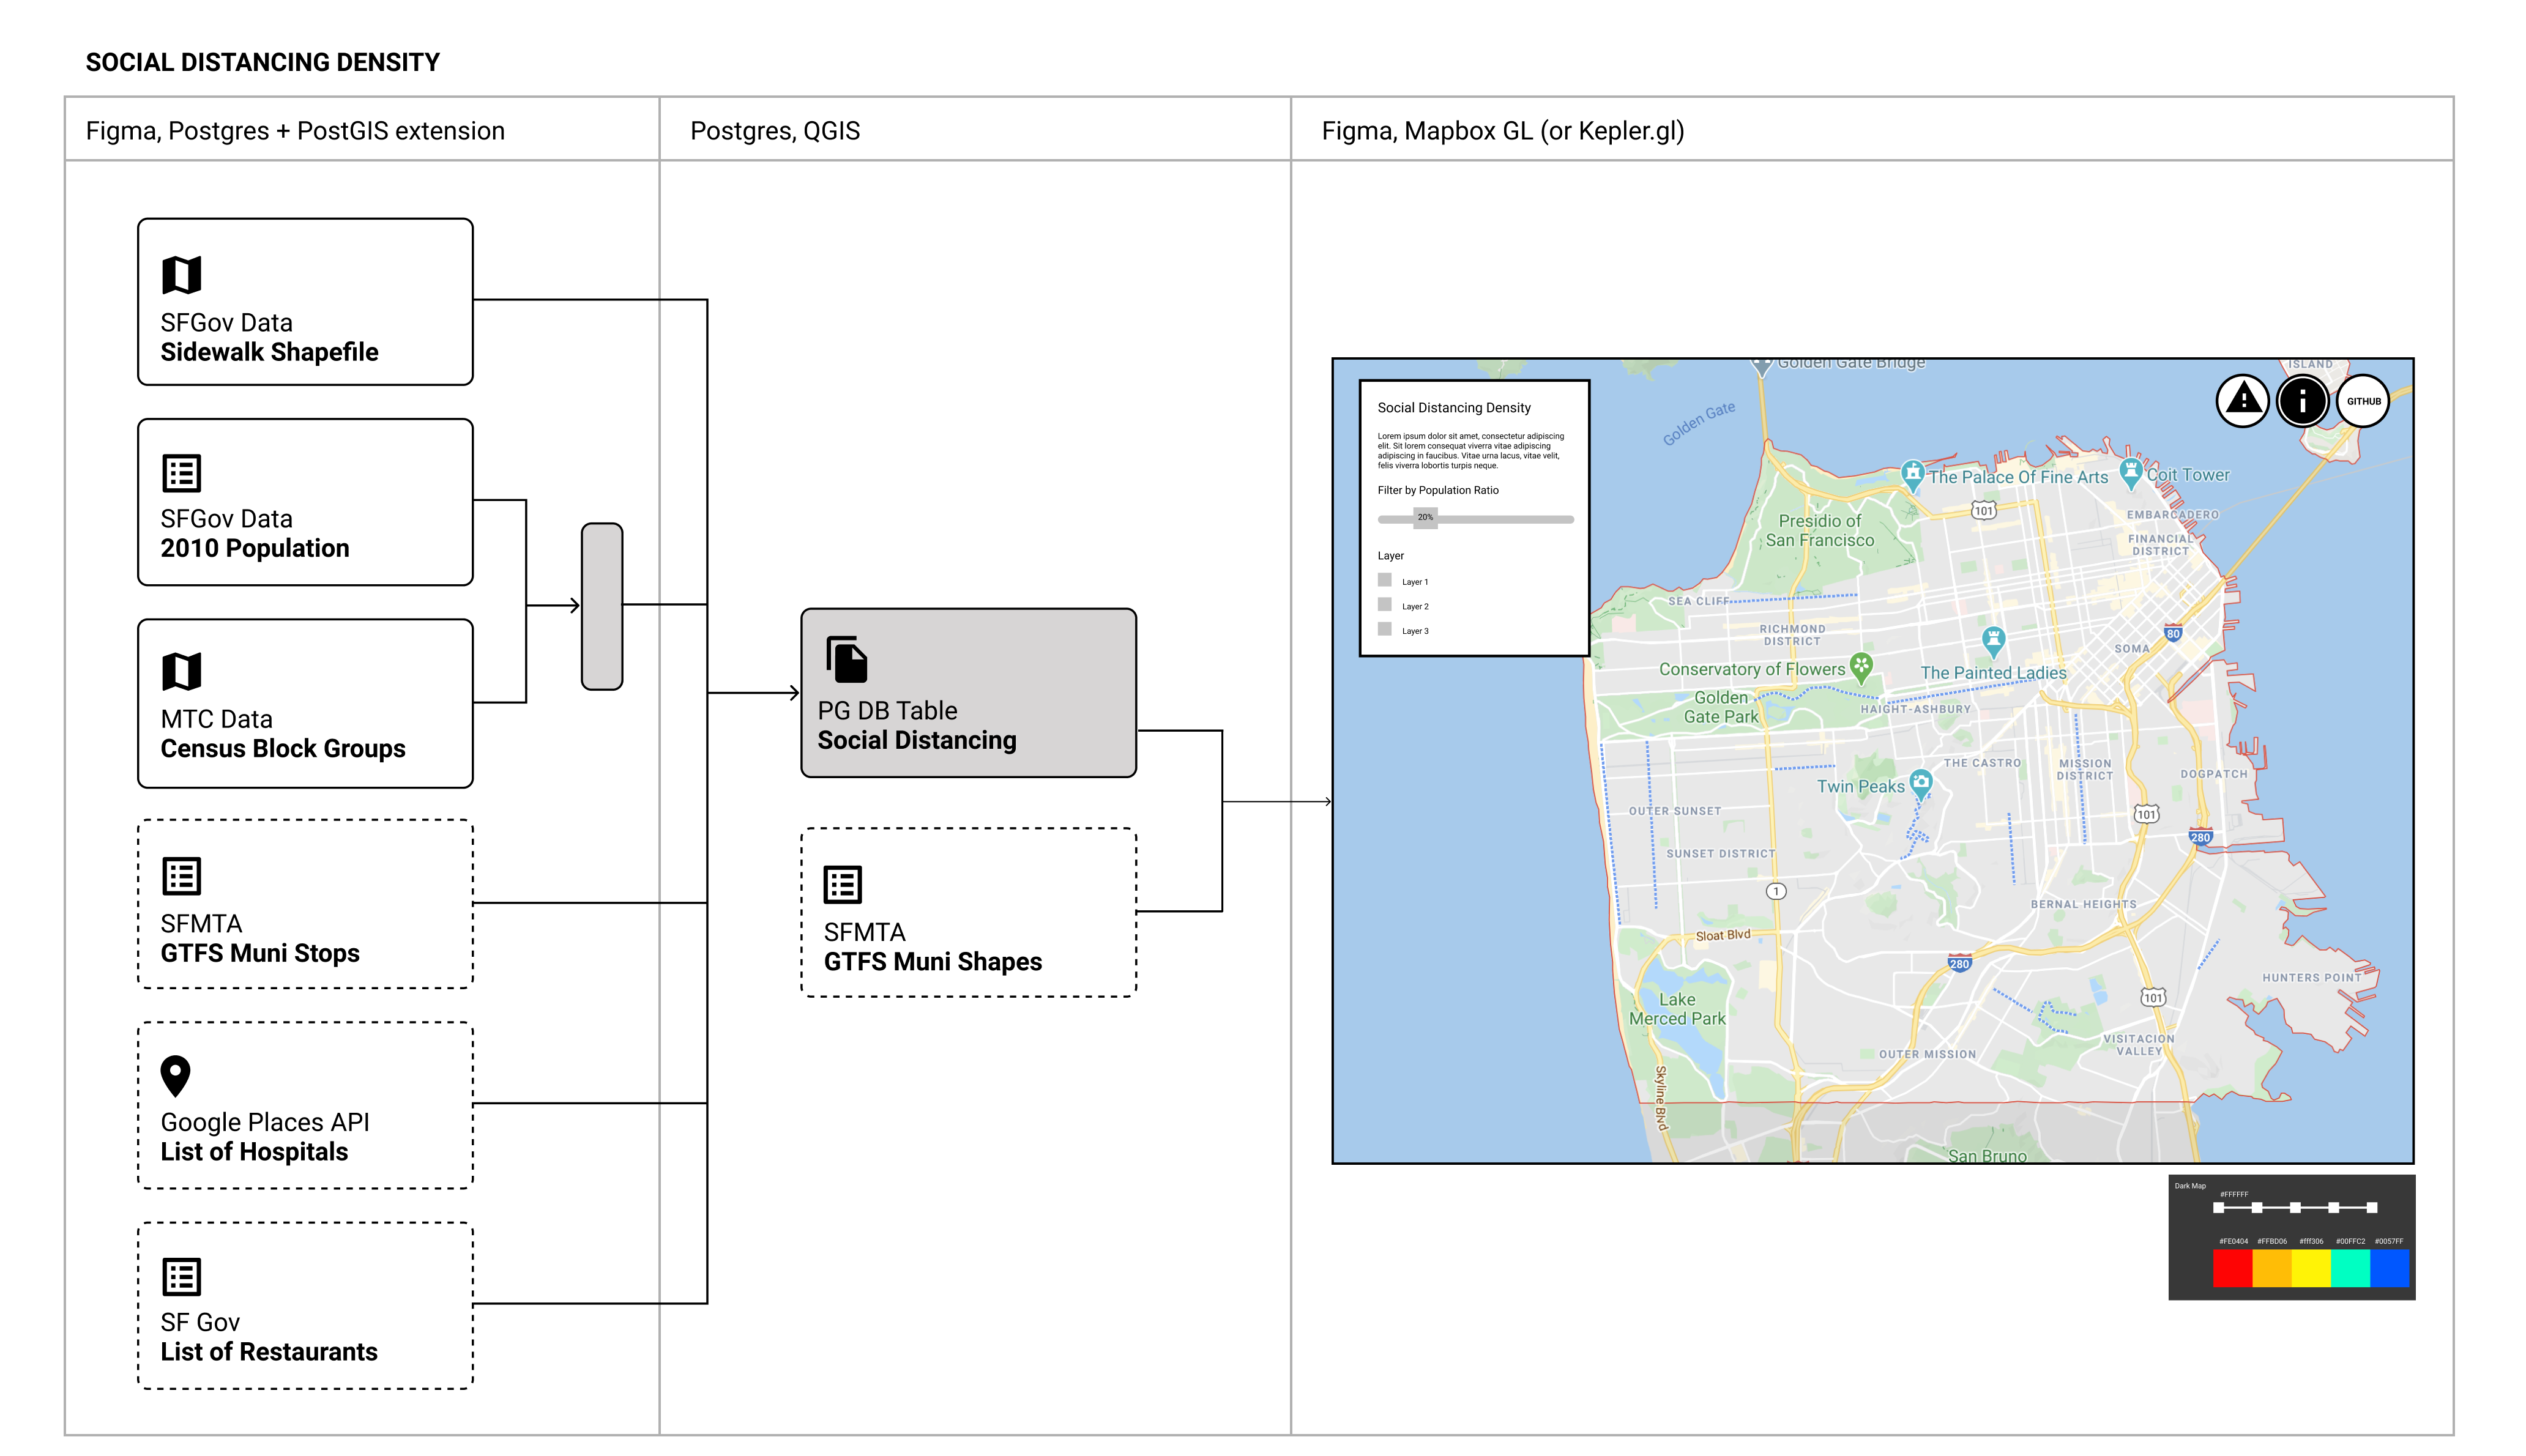 SOCIAL DISTANCING DENSITY
Figma, Postgres + PostGIS extension
Postgres, QGIS
Figma, Mapbox GL (or Kepler.gl)
SFGov Data
Sidewalk Shapefile
SFGov Data
2010 Population
MTC Data
Census Block Groups
SFMTA
GTFS Muni Stops
Google Places API
List of Hospitals
SF Gov
List of Restaurants
PG DB Table
Social Distancing
SFMTA
GTFS Muni Shapes
Social Distancing Density
Lorem ipsum dolor sit amet, consectetur adipiscing
elit. Sit lorem consequat viverra vitae adipiscing
adipiscing in faucibus. Vitae urna lacus, vitae velit,
felis viverra lobortis turpis neque.
Filter by Population Ratio
20%
Layer
Layer 1
Layer 2
Layer 3
Golden Gate Bridge
ISLAND
GITHUB
Golden Gate
The Palace Of Fine Arts
Coit Tower
101
EMBARCADERO
Presidio of
San Francisco
FINANCIAL
DISTRICT
SEA CLIFF
RICHMOND
DISTRICT
80
SOMA
Conservatory of Flowers
The Painted Ladies
Golden
Gate Park
HAIGHT-ASHBURY
THE CASTRO
MISSION
DISTRICT
DOGPATCH
Twin Peaks
OUTER SUNSET
101
280
SUNSET DISTRICT
1
BERNAL HEIGHTS
Sloat Blvd
280
HUNTERS POINT
Lake
Merced Park
101
OUTER MISSION
VISITACION
VALLEY
Skyline Blvd
San Bruno
Dark Map
#FFFFFF
#FE0404
#FFBD06
#fff306
#00FFC2
#0057FF